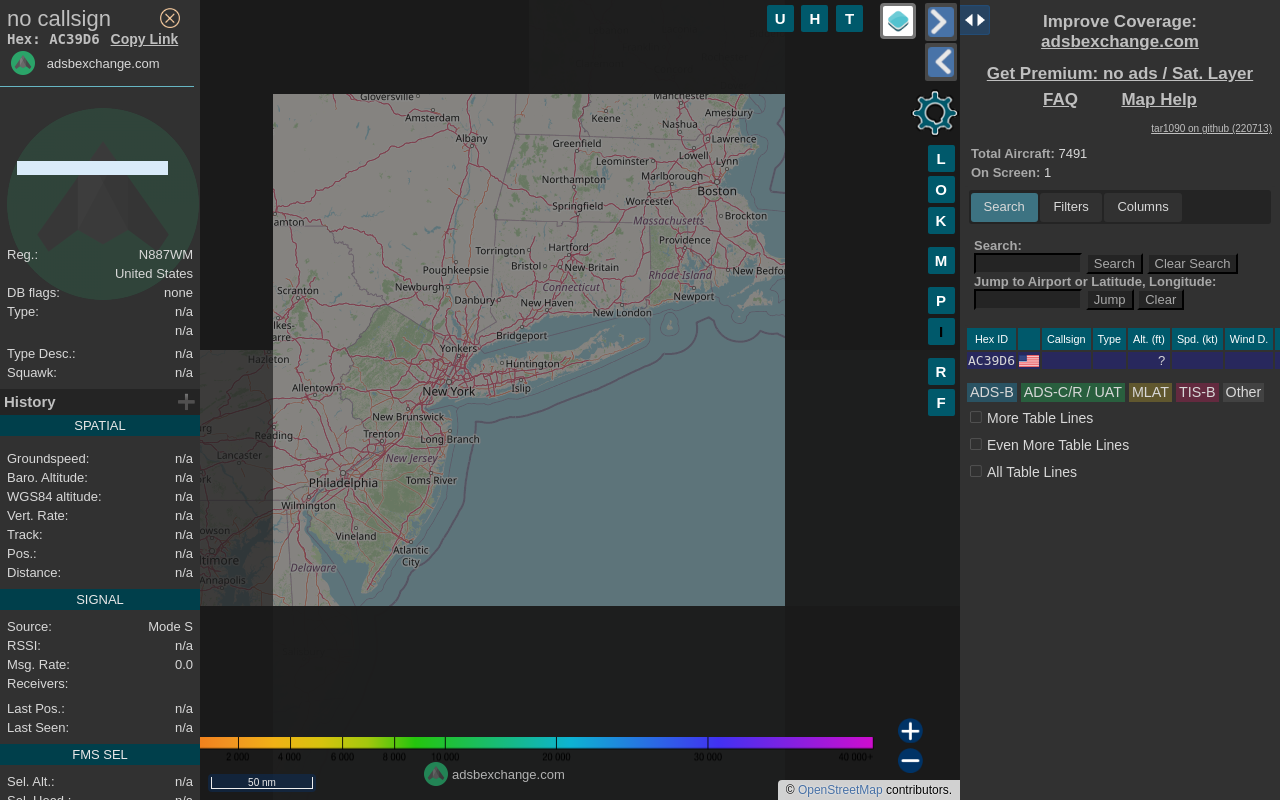 no callsign
Hex: AC39D6 Copy Link
adsbexchange.com
Reg.: N887WM
United States
DB flags: none
Type: n/a
n/a
Type Desc.: n/a
Squawk: n/a
History
SPATIAL
Groundspeed: n/a
Baro. Altitude: n/a
WGS84 altitude: n/a
Vert. Rate: n/a
Track: n/a
Pos.: n/a
Distance: n/a
SIGNAL
Source: Mode S
RSSI: n/a
Msg. Rate: 0.0
Receivers:
Last Pos.: n/a
Last Seen: n/a
FMS SEL
Sel. Alt.: n/a
Sel. Head.: n/a
U H T
L
O
K
M
P
I
R
F
Gloversville
Manchester
Amsterdam
Keene
Amesbury
Nashua
Albany
Greenfield
Lawrence
Leominster
Lowell
Lynn
Northampton
Marlborough
Boston
Springfield
Worcester
amton
Massachusetts
Brockton
Torrington
Hartford
Providence
Poughkeepsie
Bristol
New Britain
Rhode Island
New Bedfo
Scranton
Newburgh
Connecticut
Danbury
New Haven
Newport
New London
lkes-
arre
Bridgeport
Hazleton
Yonkers
Huntington
Allentown
New York
Islip
New Brunswick
Reading
Trenton
Long Branch
Lancaster
New Jersey
Philadelphia
Toms River
Wilmington
Vineland
Atlantic
City
ltimore
Delaware
Annapolis
2 000 4 000 6 000 8 000 10 000 20 000 30 000 40 000+
50 nm
adsbexchange.com
© OpenStreetMap contributors.
Improve Coverage:
adsbexchange.com
Get Premium: no ads / Sat. Layer
FAQ Map Help
tar1090 on github (220713)
Total Aircraft: 7491
On Screen: 1
Search Filters Columns
Search:
Search Clear Search
Jump to Airport or Latitude, Longitude:
Jump Clear
Hex ID Callsign Type Alt. (ft) Spd. (kt) Wind D.
AC39D6 ?
ADS-B ADS-C/R / UAT MLAT TIS-B Other
More Table Lines
Even More Table Lines
All Table Lines